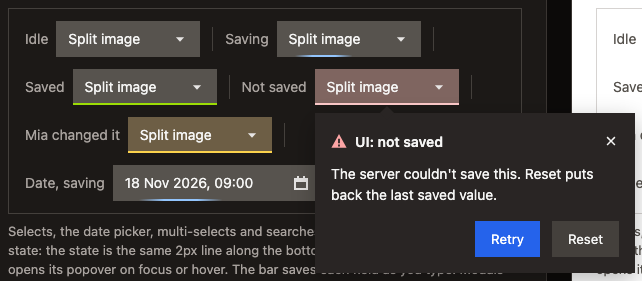 Idle Split image Saving Split image Idle
Saved Split image Not saved Split image Save
Mia changed it Split image
UI: not saved
The server couldn't save this. Reset puts
back the last saved value.
Date, saving 18 Nov 2026, 09:00
Retry Reset
Selects, the date picker, multi-selects and
state: the state is the same 2px line along the
opens its popover on focus or hover. The bar saves